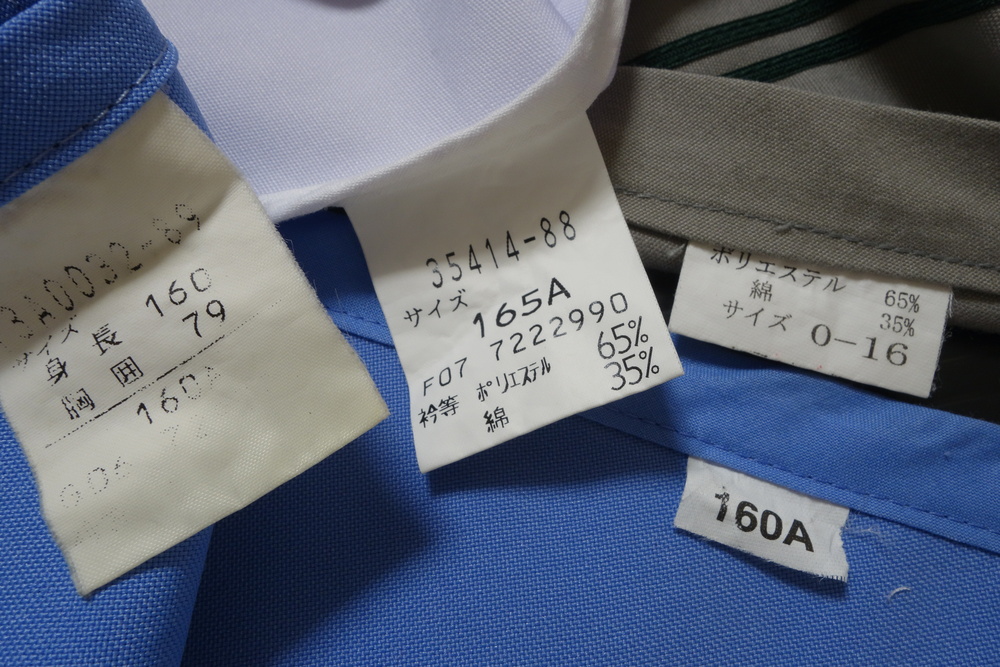 サイズ
身長 160
胸囲 79
160A
35414-88
サイズ
165A
F07 7222990
衿等 ポリエステル 65%
綿 35%
ポリエステル 65%
綿 35%
サイズ 0-16
160A